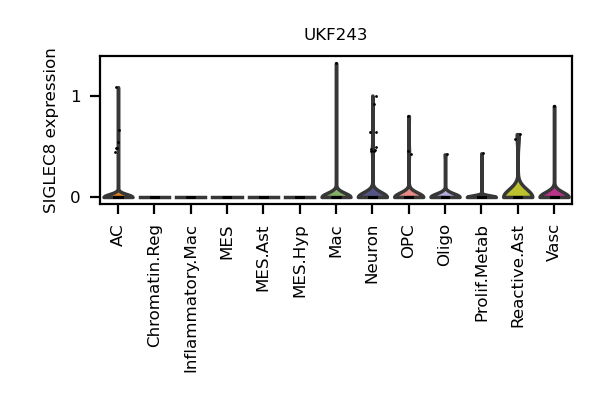 UKF243
SIGLEC8 expression
1
0
AC
Chromatin.Reg
Inflammatory.Mac
MES
MES.Ast
MES.Hyp
Mac
Neuron
OPC
Oligo
Prolif.Metab
Reactive.Ast
Vasc